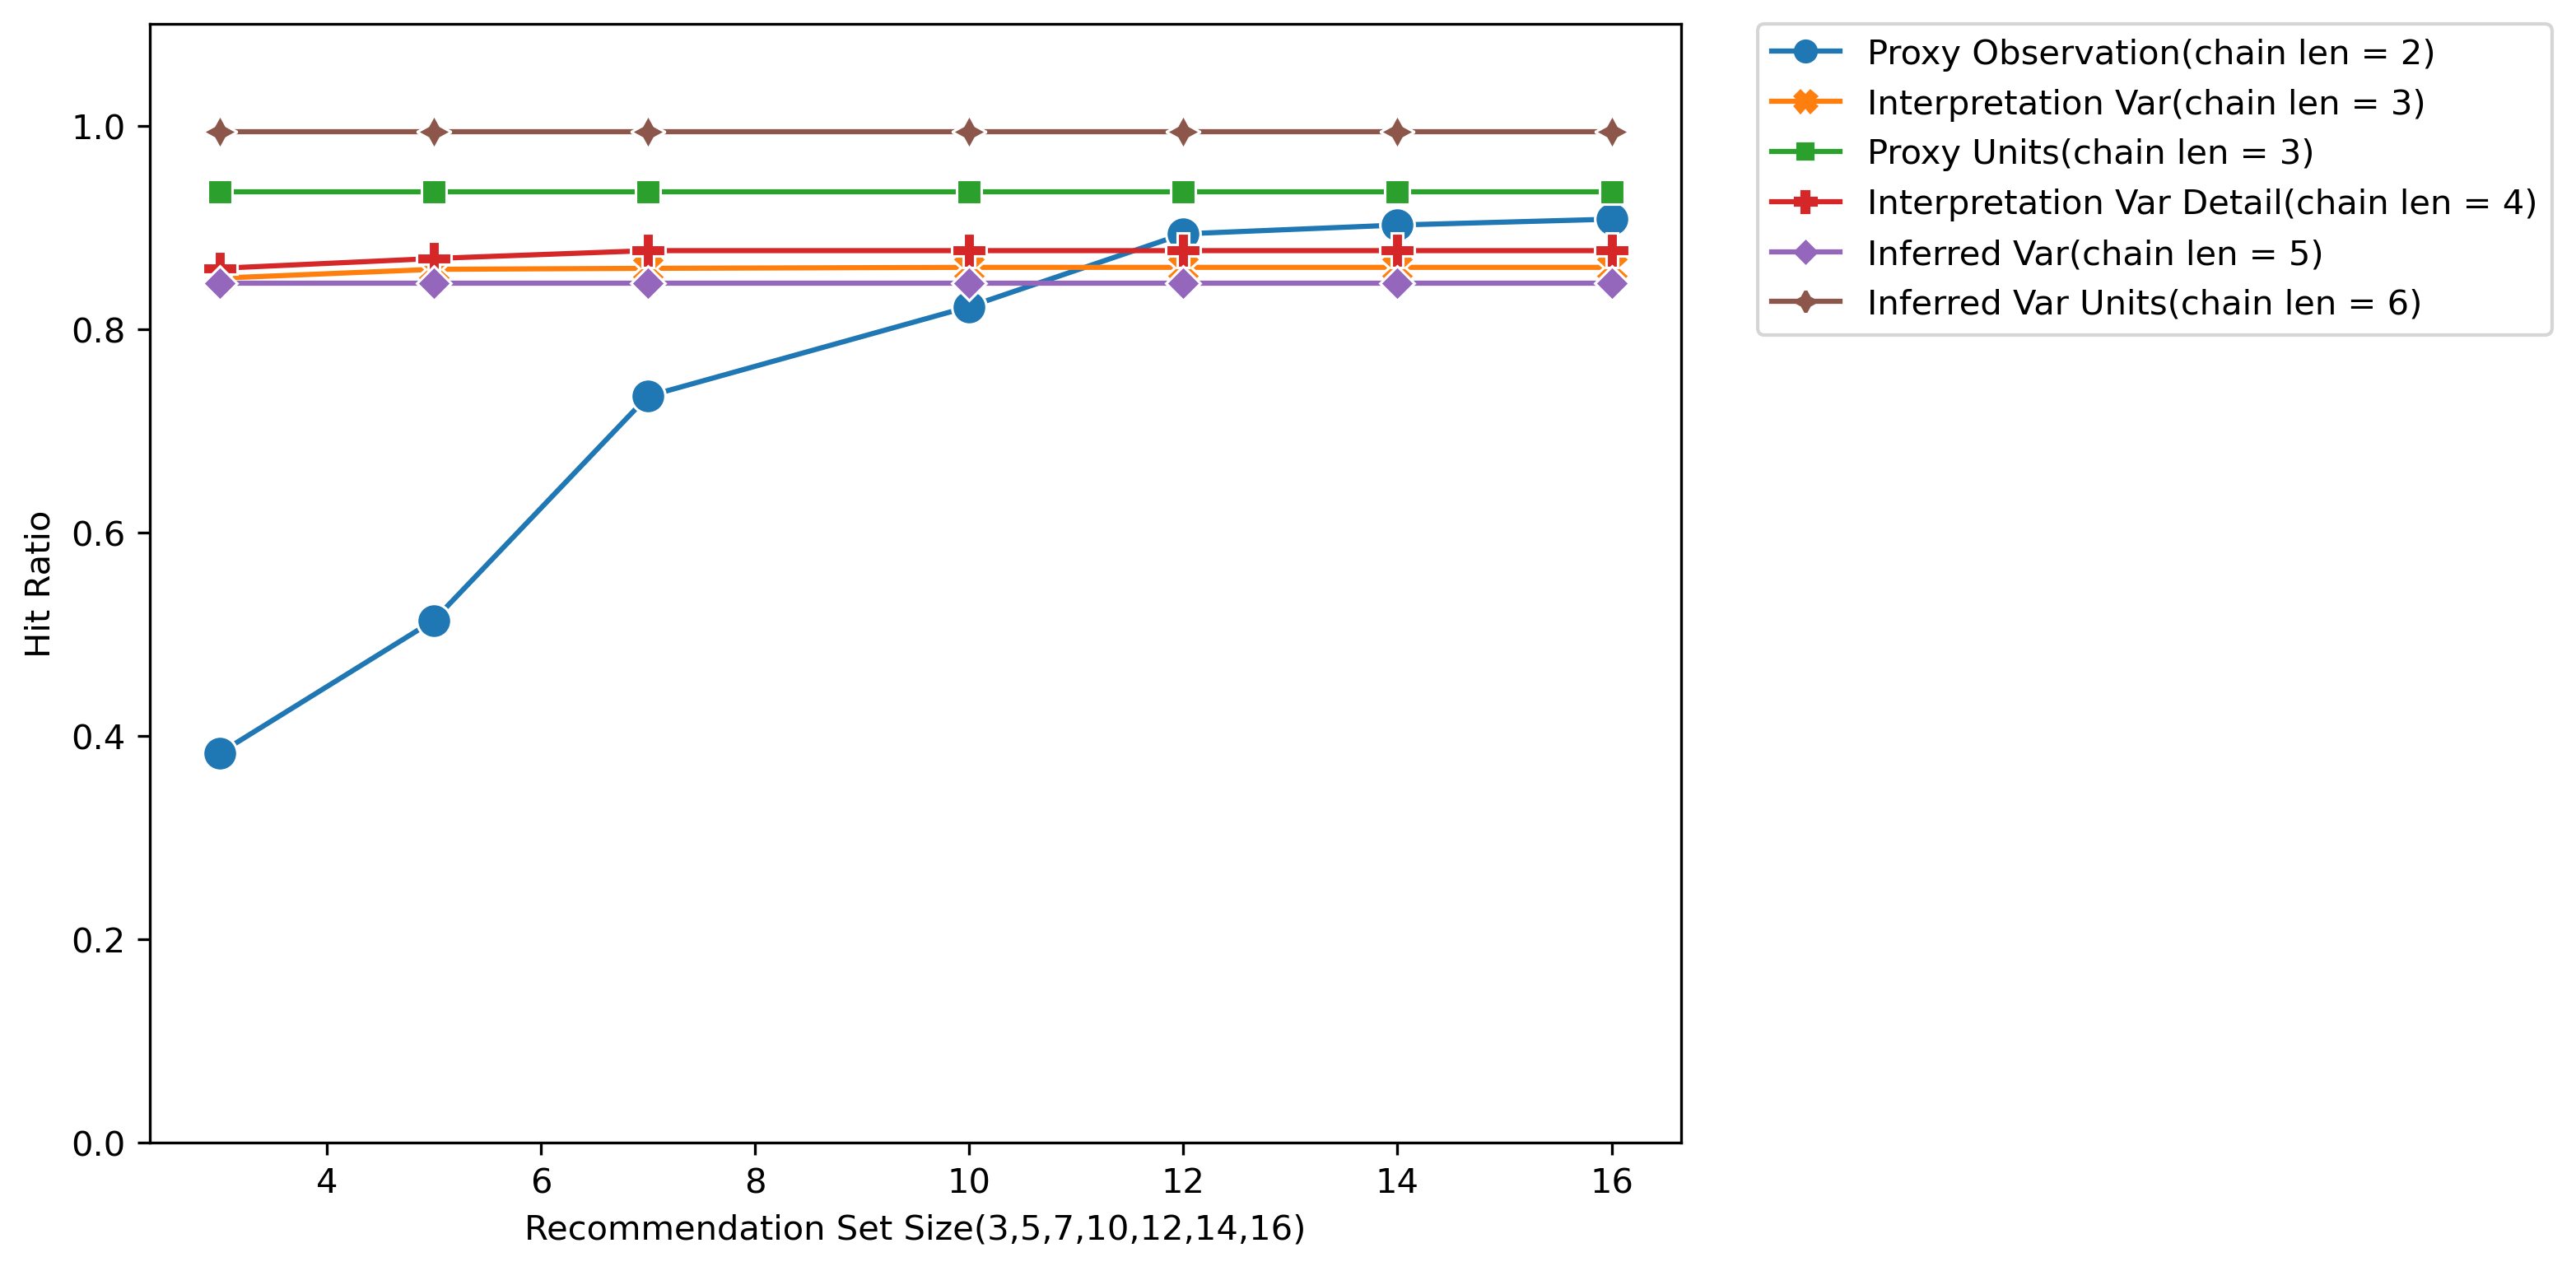 Proxy Observation(chain len = 2)
Interpretation Var(chain len = 3)
Proxy Units(chain len = 3)
Interpretation Var Detail(chain len = 4)
Inferred Var(chain len = 5)
Inferred Var Units(chain len = 6)
1.0
0.8
0.6
0.4
0.2
0.0
Hit Ratio
4 6 8 10 12 14 16
Recommendation Set Size(3,5,7,10,12,14,16)